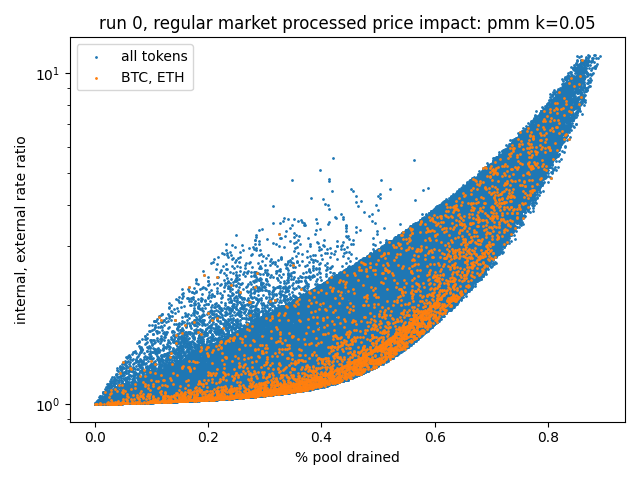 run 0, regular market processed price impact: pmm k=0.05
all tokens
BTC, ETH
internal, external rate ratio
10¹
10⁰
0.0 0.2 0.4 0.6 0.8
% pool drained